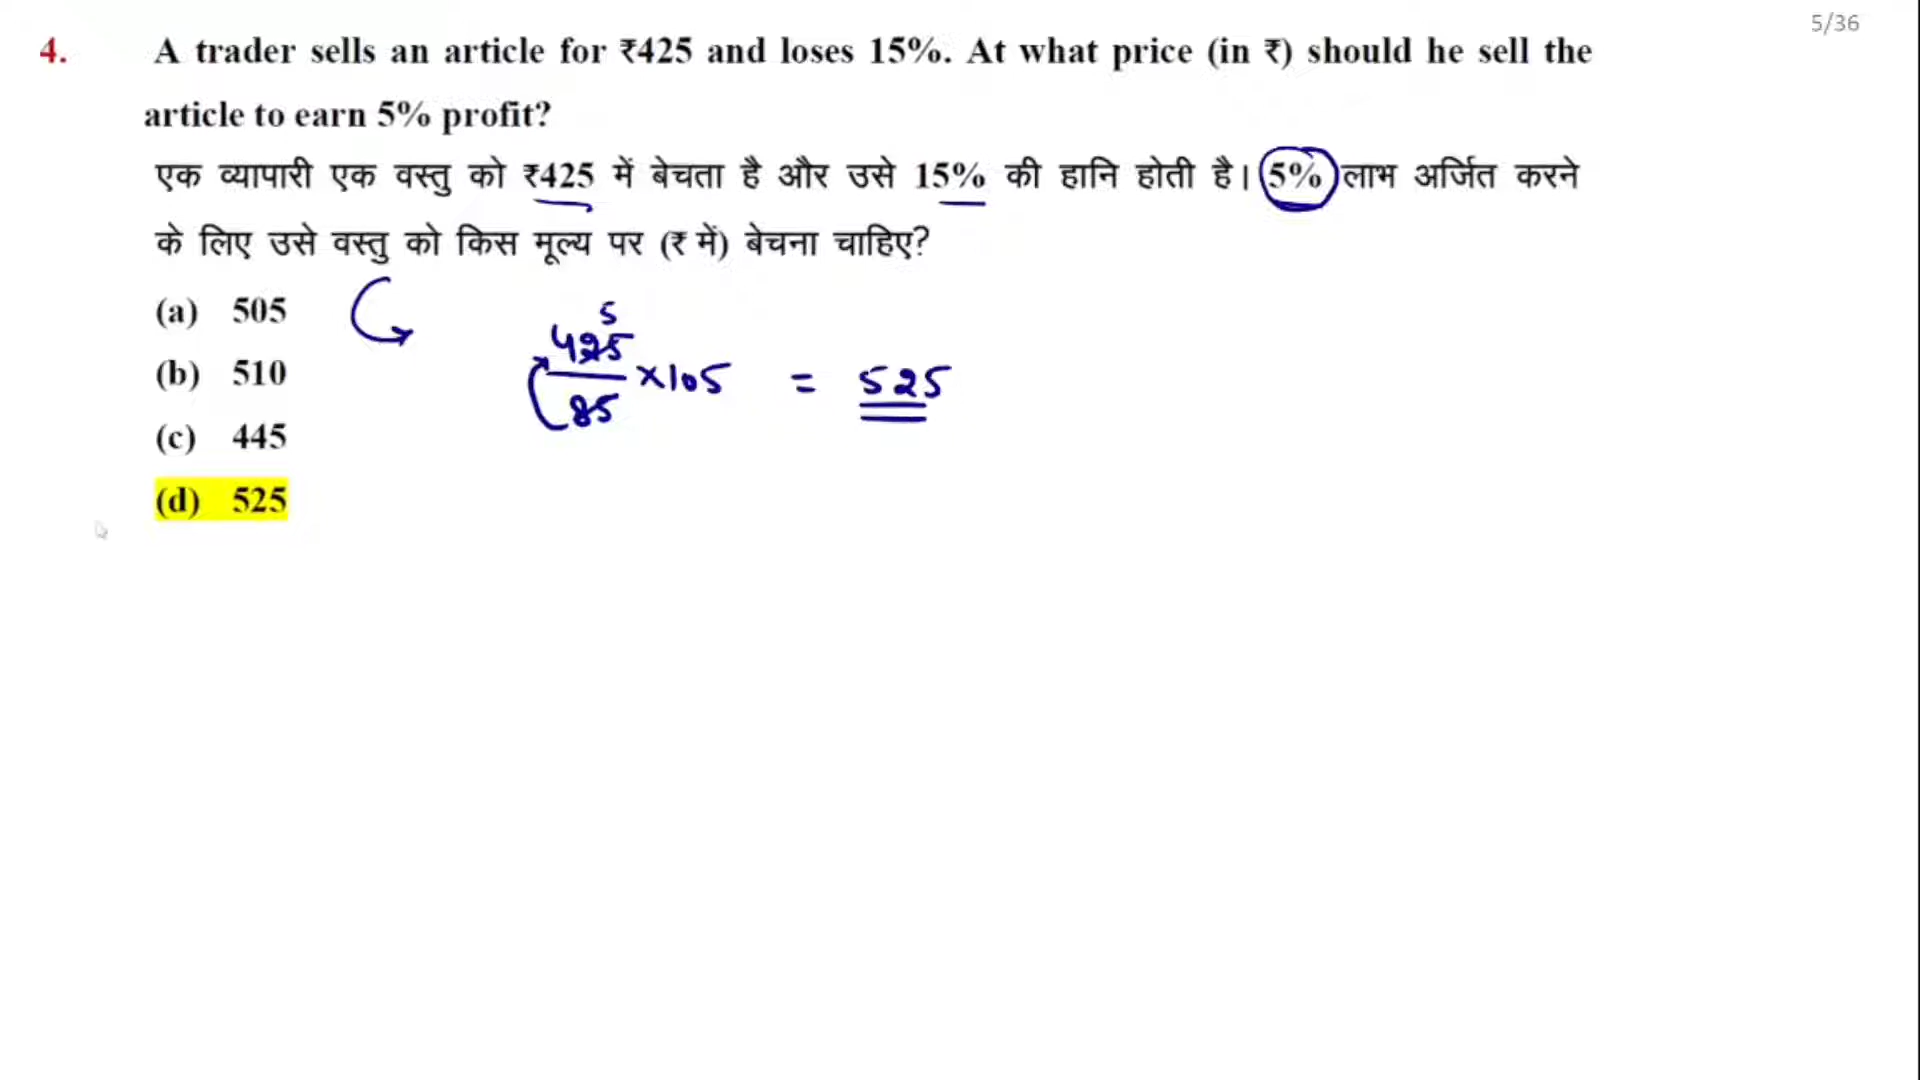 5/36
4. A trader sells an article for ₹425 and loses 15%. At what price (in ₹) should he sell the
article to earn 5% profit?
एक व्यापारी एक वस्तु को ₹425 में बेचता है और उसे 15% की हानि होती है। 5% लाभ अर्जित करने
के लिए उसे वस्तु को किस मूल्य पर (₹ में) बेचना चाहिए?
(a) 505
(b) 510
(c) 445
(d) 525
5
425
85
×105 = 525